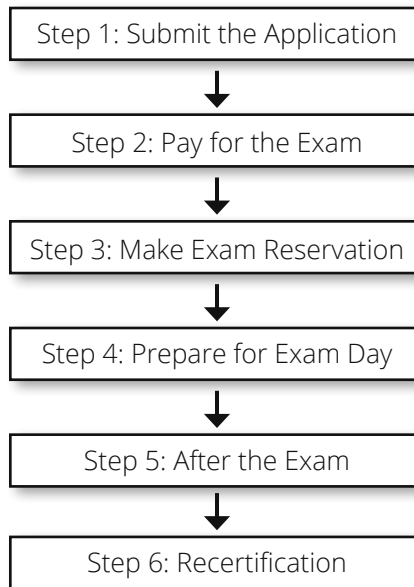 Step 1: Submit the Application
Step 2: Pay for the Exam
Step 3: Make Exam Reservation
Step 4: Prepare for Exam Day
Step 5: After the Exam
Step 6: Recertification